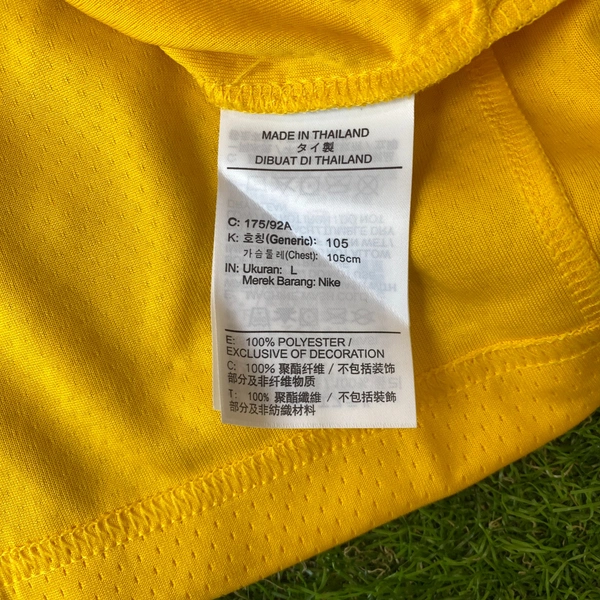 MADE IN THAILAND
タイ製
DIBUAT DI THAILAND
C: 175/92A
K: 호칭(Generic): 105
가슴둘레(Chest): 105cm
IN: Ukuran: L
Merek Barang: Nike
E: 100% POLYESTER /
EXCLUSIVE OF DECORATION
C: 100% 聚酯纤维 / 不包括装饰
部分及非纤维物质
T: 100% 聚酯纖維 / 不包括裝飾
部分及非紡織材料